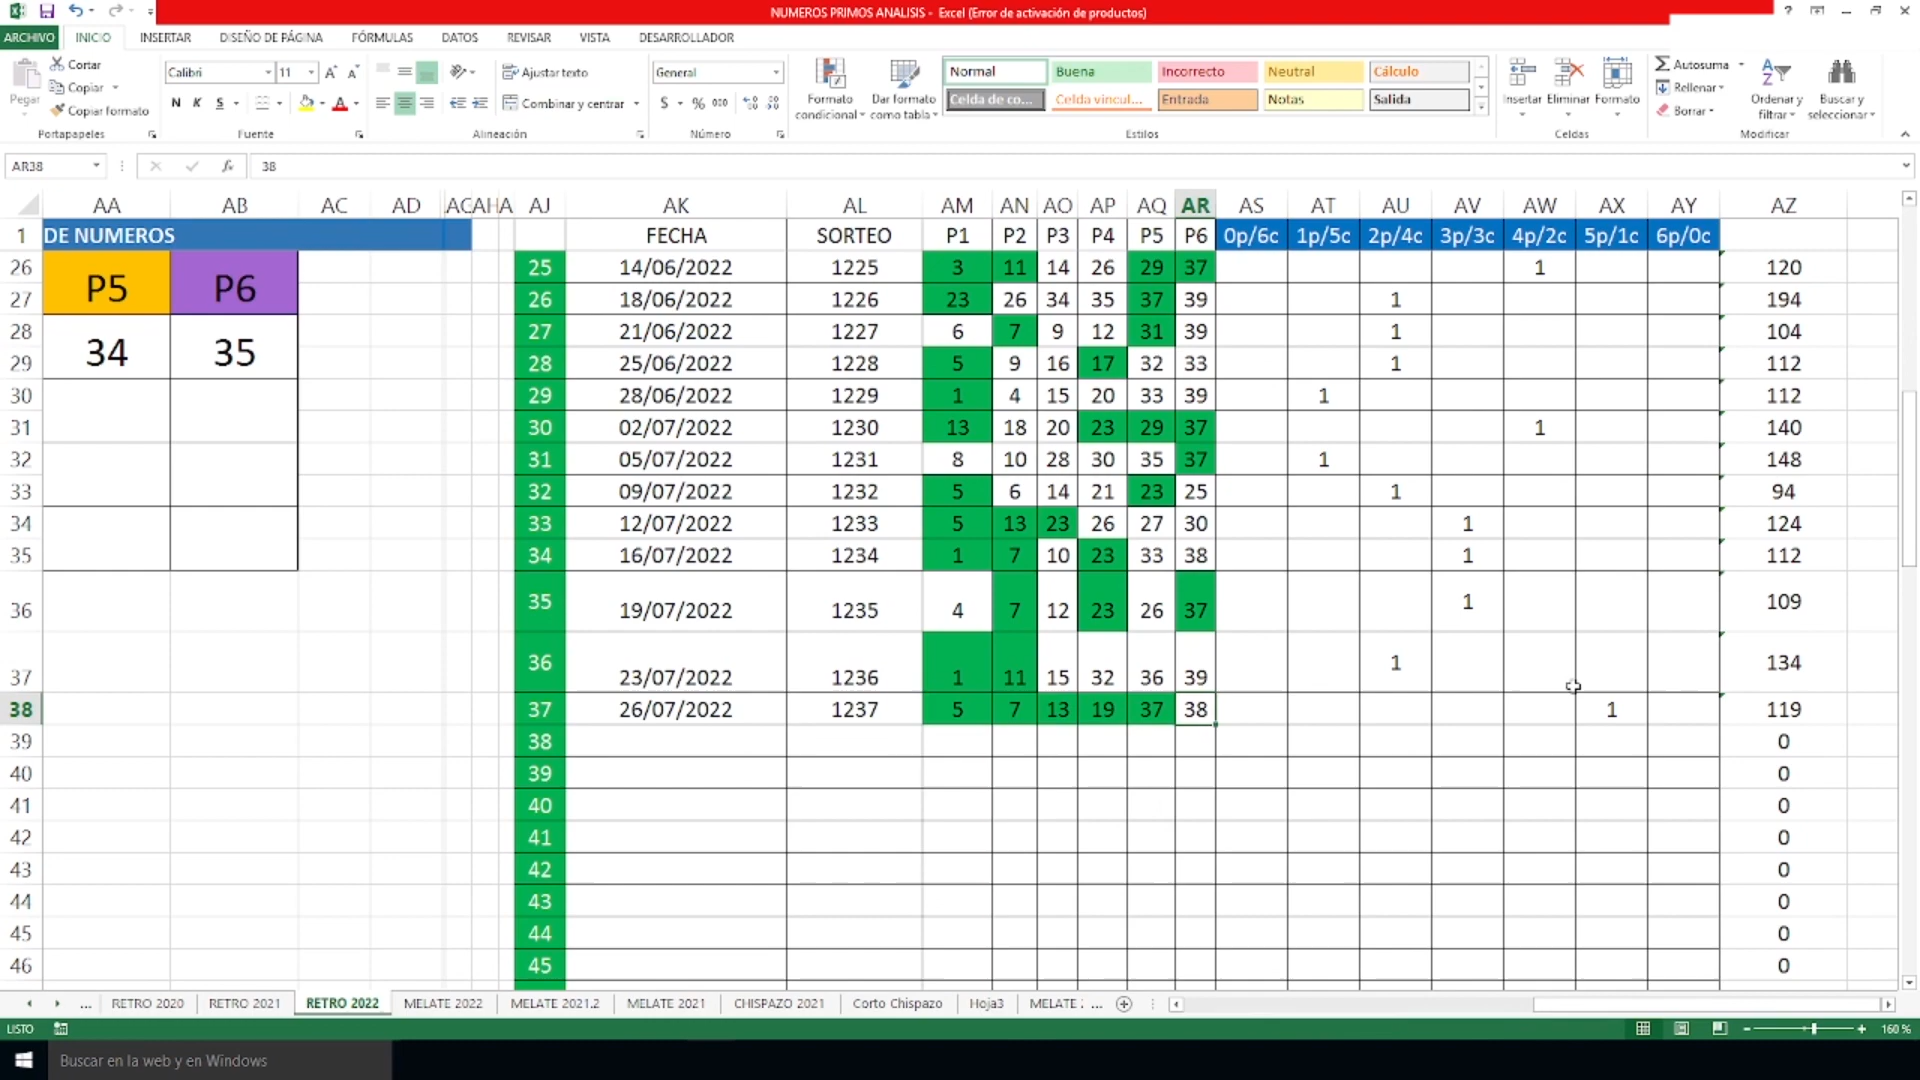 NUMEROS PRIMOS ANALISIS - Excel (Error de activación de productos)
ARCHIVO INICIO INSERTAR DISEÑO DE PÁGINA FÓRMULAS DATOS REVISAR VISTA DESARROLLADOR
Pegar
Cortar
Copiar
Copiar formato
Portapapeles
Calibri 11
N K S
Fuente
Ajustar texto
Combinar y centrar
Alineación
General
$ % 000
Número
Formato condicional
Dar formato como tabla
Normal Buena Incorrecto Neutral Cálculo
Celda de co... Celda vincul... Entrada Notas Salida
Estilos
Insertar Eliminar Formato
Celdas
Autosuma
Rellenar
Borrar
Ordenar y filtrar
Buscar y seleccionar
Modificar
AR38 fx 38
AA AB AC AD AJ AK AL AM AN AO AP AQ AR AS AT AU AV AW AX AY AZ
1 DE NUMEROS FECHA SORTEO P1 P2 P3 P4 P5 P6 0p/6c 1p/5c 2p/4c 3p/3c 4p/2c 5p/1c 6p/0c
P5 P6
34 35
26 25 14/06/2022 1225 3 11 14 26 29 37 1 120
27 26 18/06/2022 1226 23 26 34 35 37 39 1 194
28 27 21/06/2022 1227 6 7 9 12 31 39 1 104
29 28 25/06/2022 1228 5 9 16 17 32 33 1 112
30 29 28/06/2022 1229 1 4 15 20 33 39 1 112
31 30 02/07/2022 1230 13 18 20 23 29 37 1 140
32 31 05/07/2022 1231 8 10 28 30 35 37 1 148
33 32 09/07/2022 1232 5 6 14 21 23 25 1 94
34 33 12/07/2022 1233 5 13 23 26 27 30 1 124
35 34 16/07/2022 1234 1 7 10 23 33 38 1 112
36 35 19/07/2022 1235 4 7 12 23 26 37 1 109
37 36 23/07/2022 1236 1 11 15 32 36 39 1 134
38 37 26/07/2022 1237 5 7 13 19 37 38 1 119
39 38 0
40 39 0
41 40 0
42 41 0
43 42 0
44 43 0
45 44 0
46 45 0
... RETRO 2020 RETRO 2021 RETRO 2022 MELATE 2022 MELATE 2021.2 MELATE 2021 CHISPAZO 2021 Corto Chispazo Hoja3 MELATE : ...
LISTO 160 %
Buscar en la web y en Windows